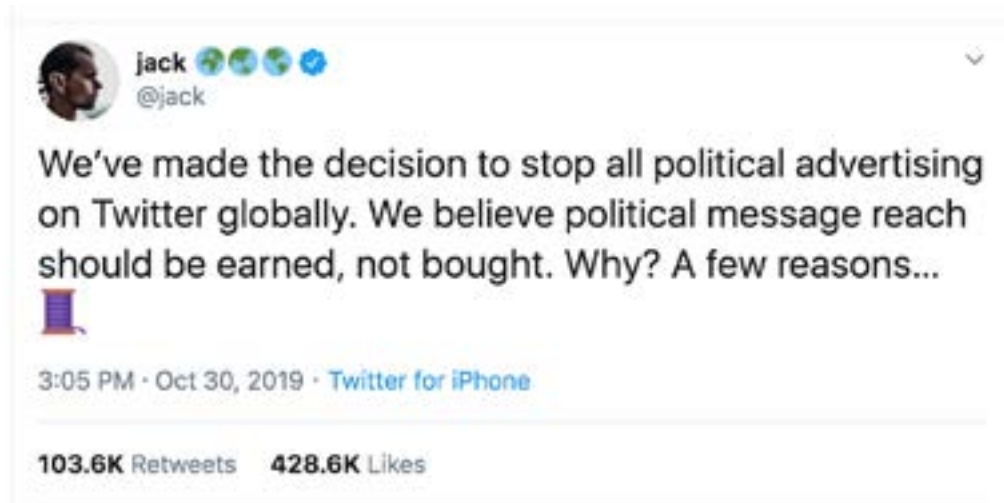 jack
@jack
We've made the decision to stop all political advertising
on Twitter globally. We believe political message reach
should be earned, not bought. Why? A few reasons...
3:05 PM · Oct 30, 2019 · Twitter for iPhone
103.6K Retweets 428.6K Likes